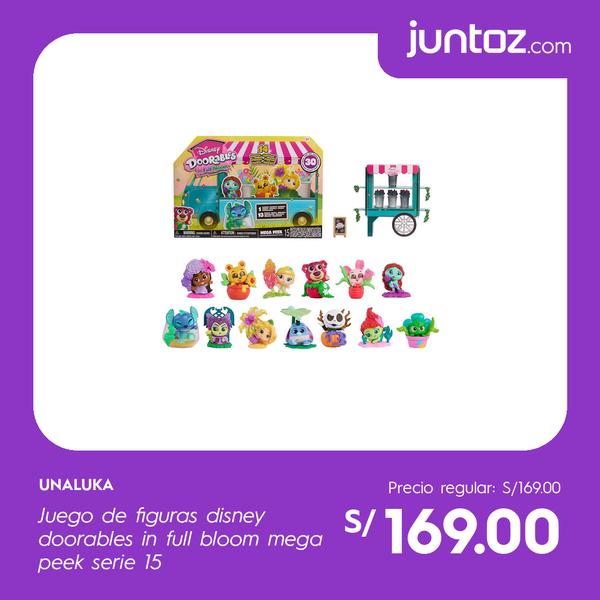 juntoz.com
Disney
DOORABLES
30
MEGA PEEK
UNALUKA
Juego de figuras disney
doorables in full bloom mega
peek serie 15
Precio regular: S/169.00
S/169.00